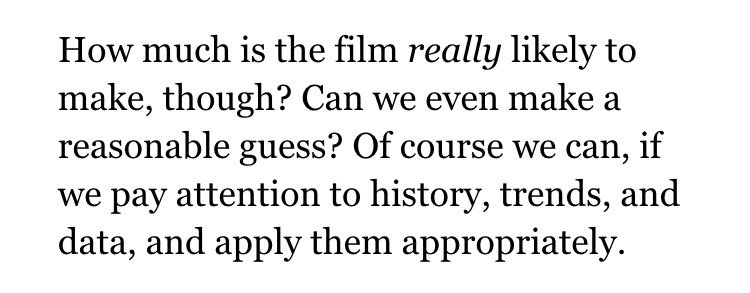 How much is the film really likely to
make, though? Can we even make a
reasonable guess? Of course we can, if
we pay attention to history, trends, and
data, and apply them appropriately.